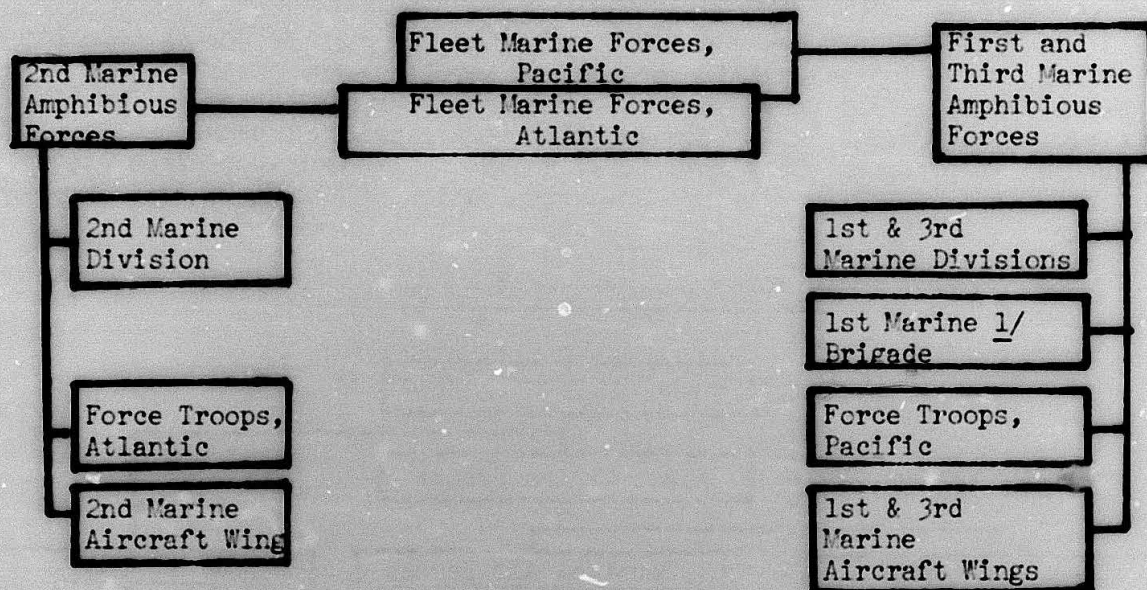 Fleet Marine Forces,
Pacific
Fleet Marine Forces,
Atlantic
2nd Marine
Amphibious
Forces
2nd Marine
Division
Force Troops,
Atlantic
2nd Marine
Aircraft Wing
First and
Third Marine
Amphibious
Forces
1st & 3rd
Marine Divisions
1st Marine 1/
Brigade
Force Troops,
Pacific
1st & 3rd
Marine
Aircraft Wings